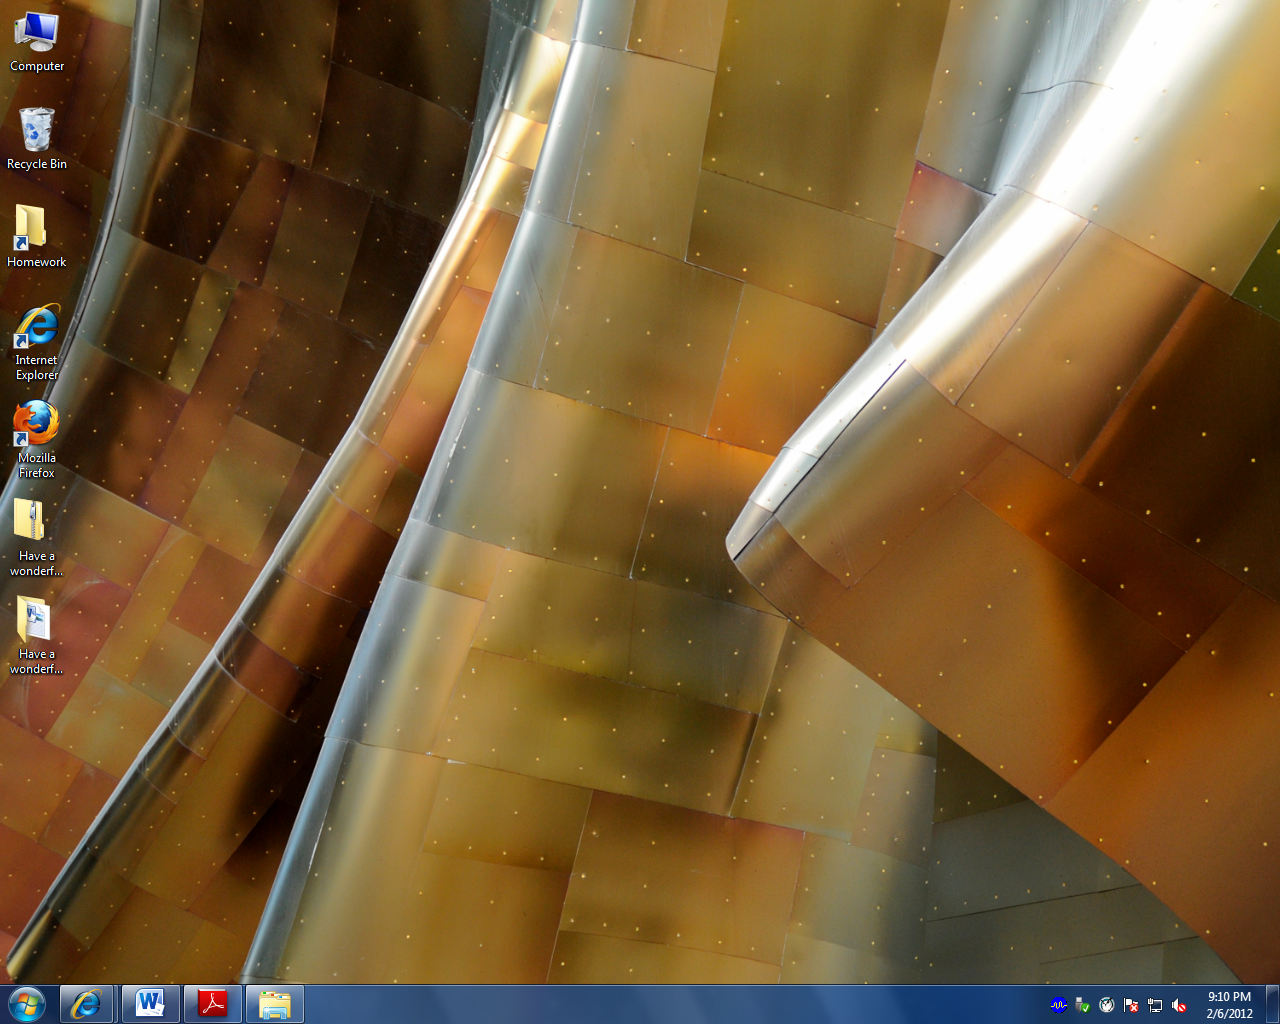 Computer
Recycle Bin
Homework
Internet
Explorer
Mozilla
Firefox
Have a
wonderf...
Have a
wonderf...
9:10 PM
2/6/2012